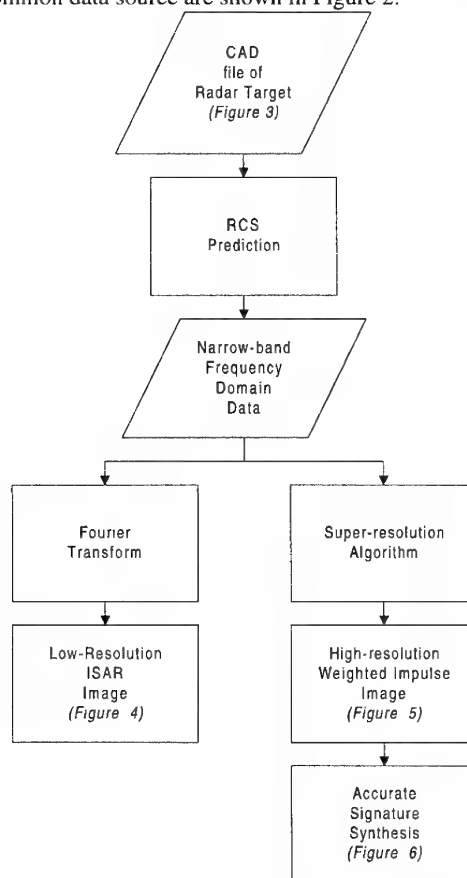 ommon data source are shown in Figure 2.
CAD
file of
Radar Target
(Figure 3)
RCS
Prediction
Narrow-band
Frequency
Domain
Data
Fourier
Transform
Super-resolution
Algorithm
Low-Resolution
ISAR
Image
(Figure 4)
High-resolution
Weighted Impulse
Image
(Figure 5)
Accurate
Signature
Synthesis
(Figure 6)